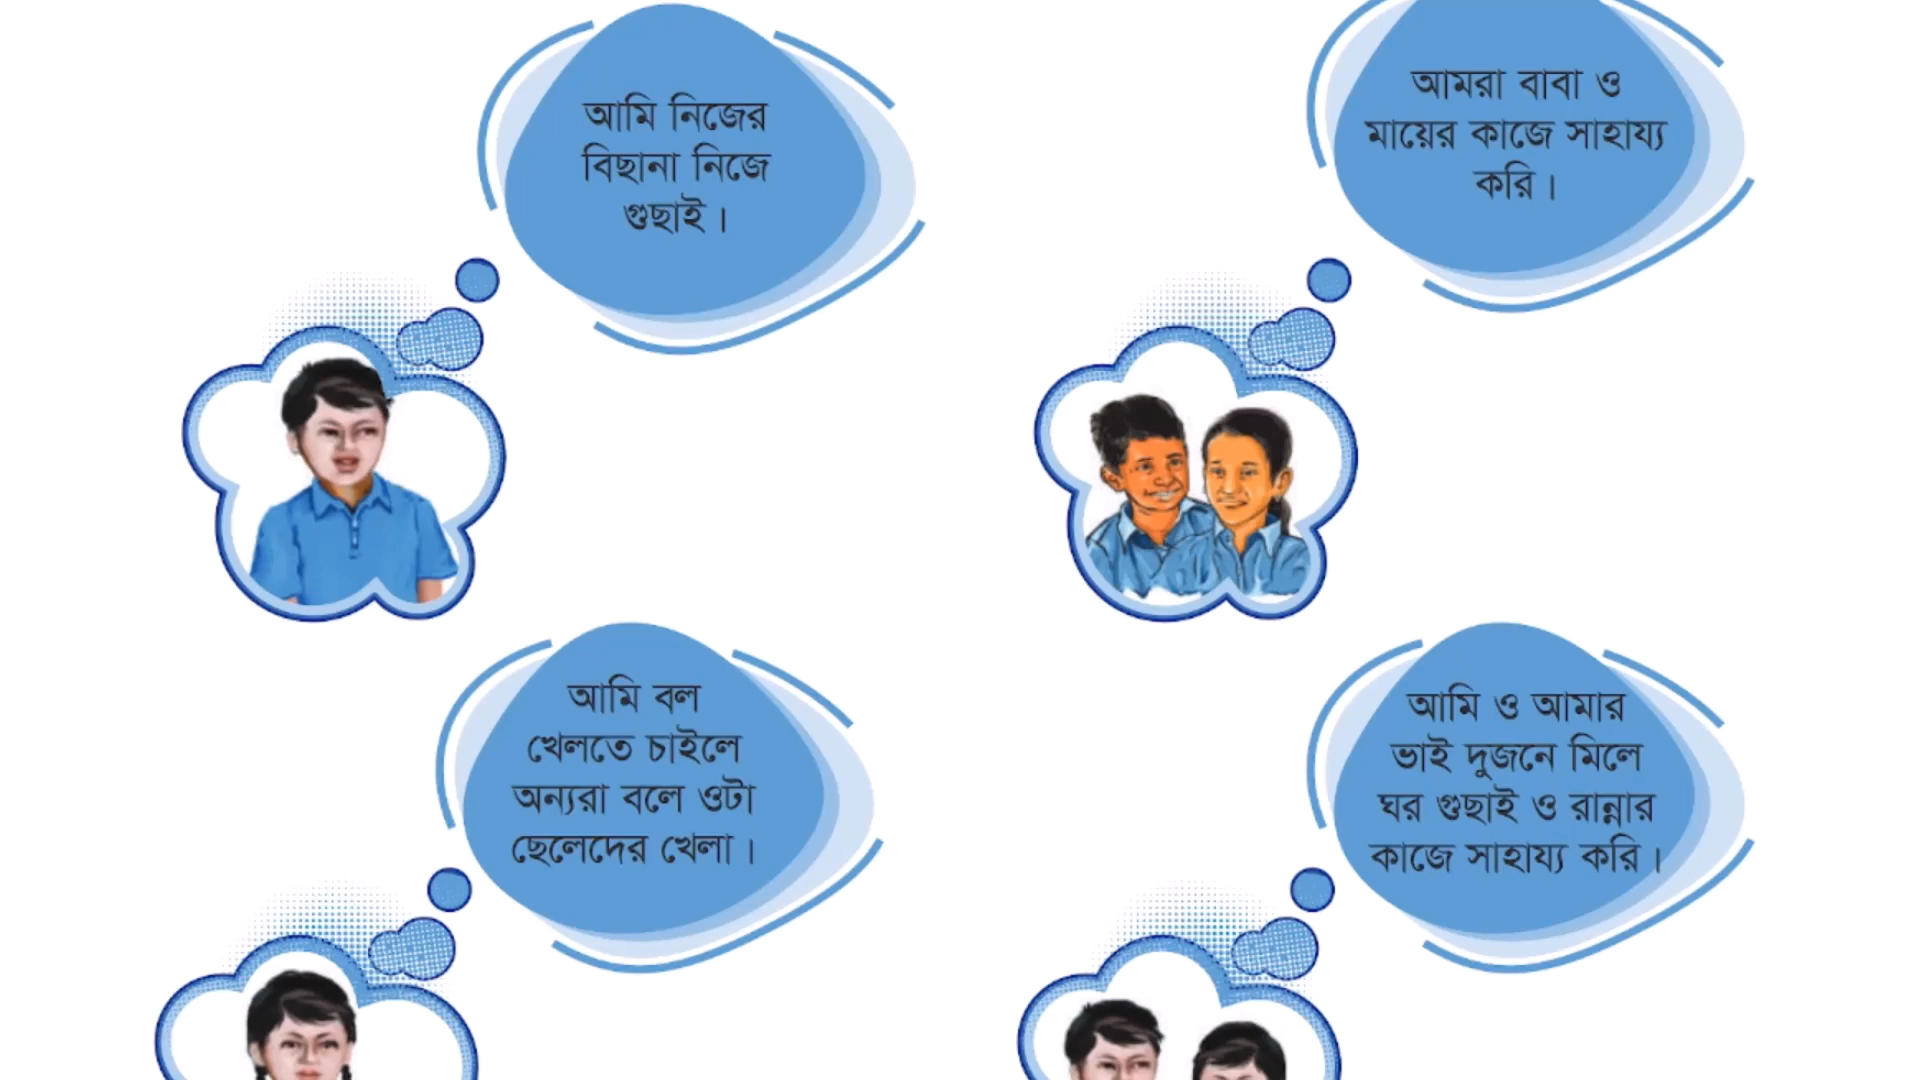 আমি নিজের
বিছানা নিজে
গুছাই।
আমরা বাবা ও
মায়ের কাজে সাহায্য
করি।
আমি বল
খেলতে চাইলে
অন্যরা বলে ওটা
ছেলেদের খেলা।
আমি ও আমার
ভাই দুজনে মিলে
ঘর গুছাই ও রান্নার
কাজে সাহায্য করি।